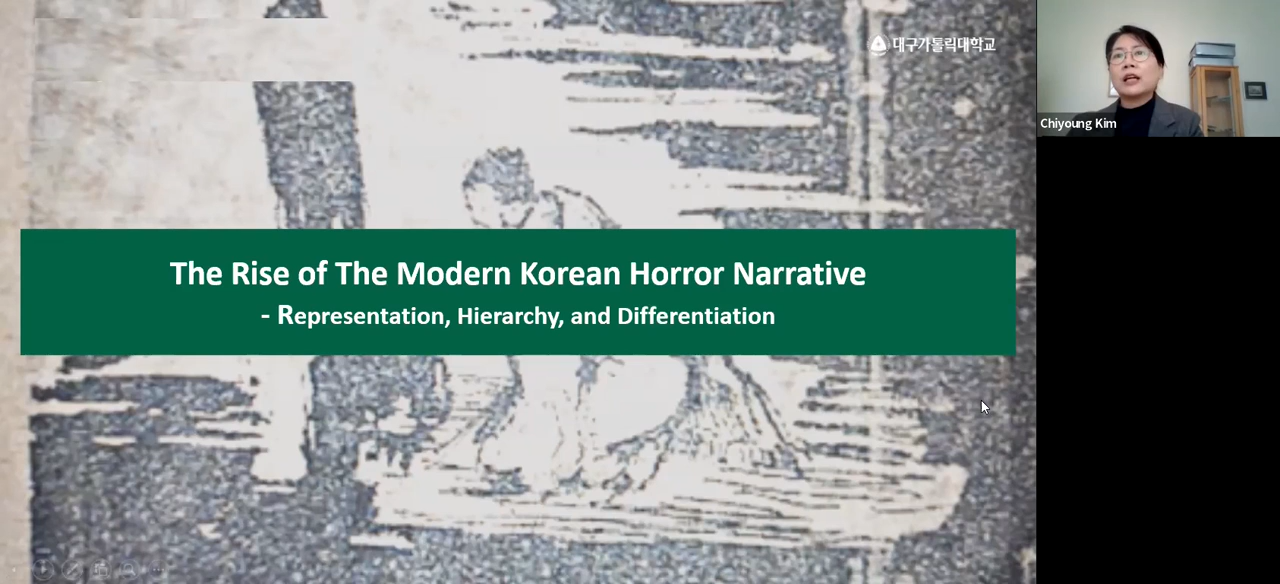 대구가톨릭대학교
The Rise of The Modern Korean Horror Narrative
- Representation, Hierarchy, and Differentiation
Chiyoung Kim